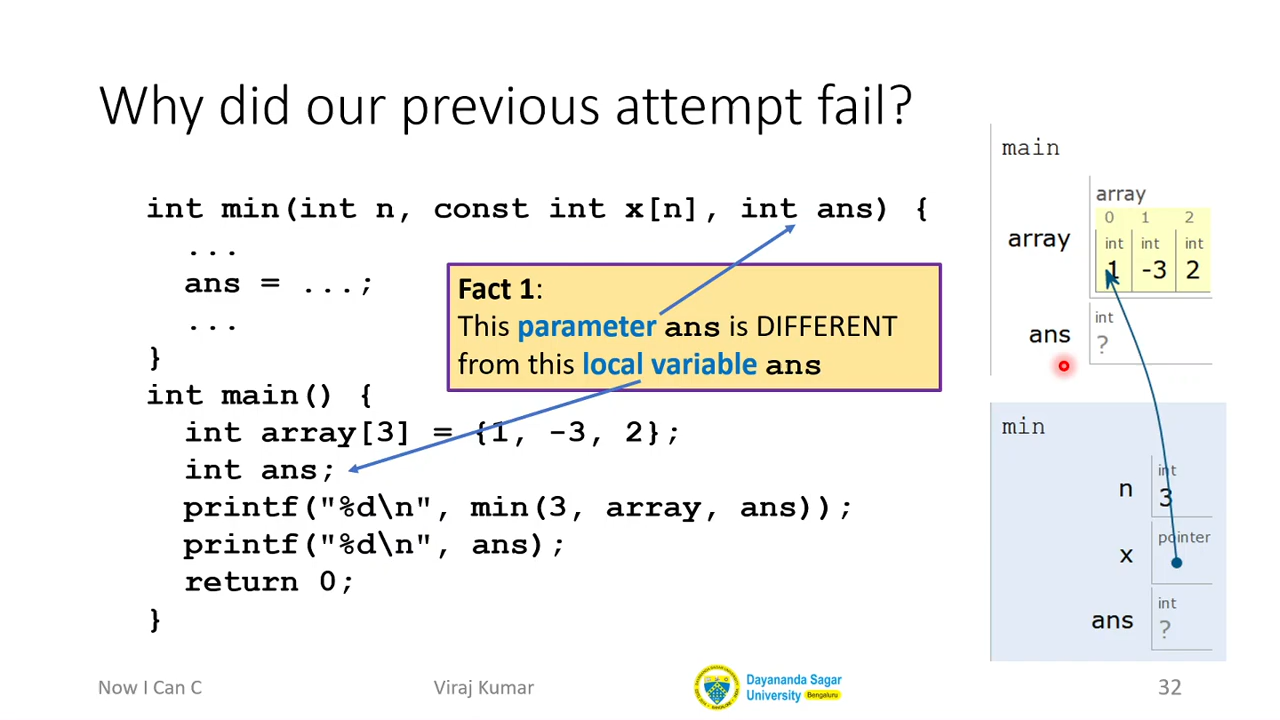 Why did our previous attempt fail?
int min(int n, const int x[n], int ans) {
...
ans = ...;
...
}
int main() {
int array[3] = {1, -3, 2};
int ans;
printf("%d\n", min(3, array, ans));
printf("%d\n", ans);
return 0;
}
Fact 1:
This parameter ans is DIFFERENT
from this local variable ans
main
array
0 1 2
array int int int
1 -3 2
int
ans ?
min
int
n 3
pointer
x
int
ans ?
Now I Can C
Viraj Kumar
Dayananda Sagar
University Bengaluru
32